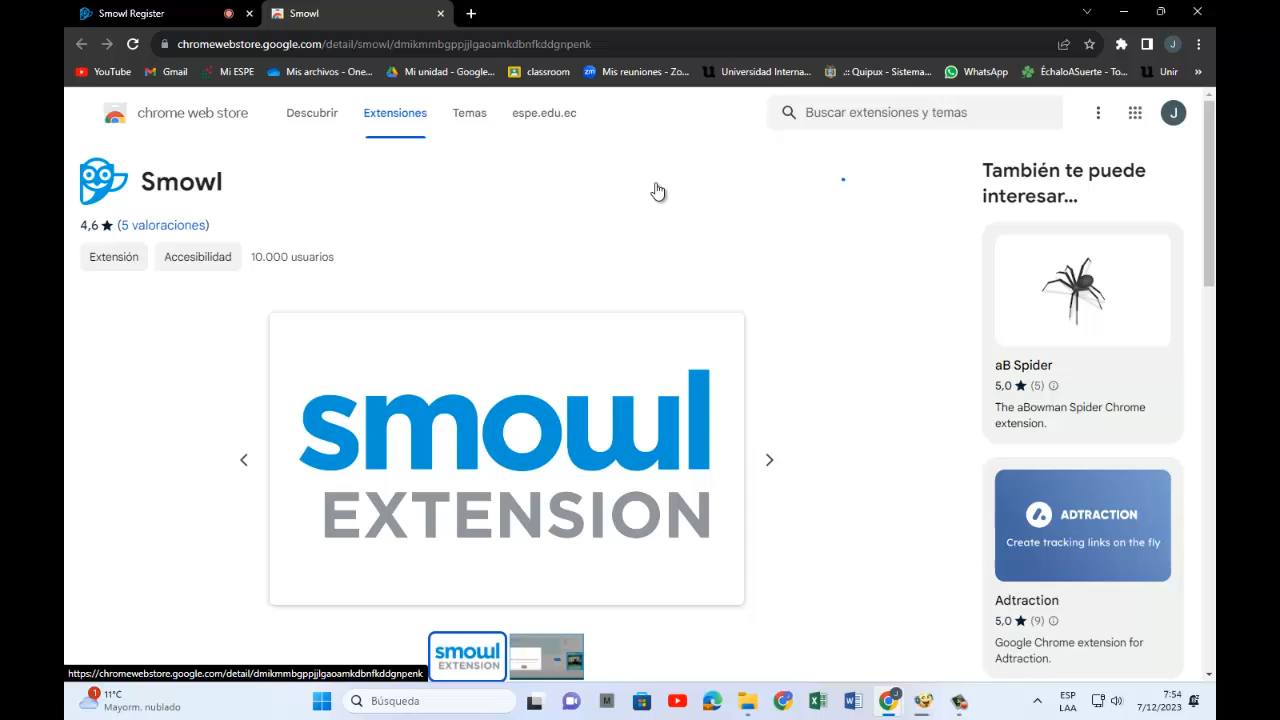 Smowl Register
Smowl
chromewebstore.google.com/detail/smowl/dmikmmbgppjjlgaoamkdbnfkddgnpenk
YouTube
Gmail
Mi ESPE
Mis archivos - One...
Mi unidad - Google...
classroom
Mis reuniones - Zo...
Universidad Interna...
.:: Quipux - Sistema...
WhatsApp
ÉchaloASuerte - To...
Unir
»
chrome web store
Descubrir
Extensiones
Temas
espe.edu.ec
Buscar extensiones y temas
J
Smowl
4,6 ★ (5 valoraciones)
Extensión
Accesibilidad
10.000 usuarios
smowl
EXTENSION
smowl
EXTENSION
También te puede
interesar...
aB Spider
5,0 ★ (5)
The aBowman Spider Chrome
extension.
ADTRACTION
Create tracking links on the fly
Adtraction
5,0 ★ (9)
Google Chrome extension for
Adtraction.
https://chromewebstore.google.com/detail/dmikmmbgppjjlgaoamkdbnfkddgnpenk
1
11°C
Mayorm. nublado
Búsqueda
ESP
LAA
7:54
7/12/2023